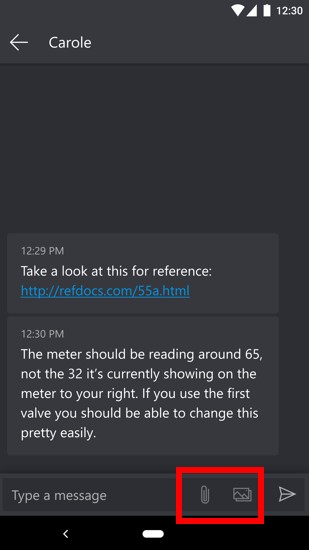 12:30
Carole
12:29 PM
Take a look at this for reference:
http://refdocs.com/55a.html
12:30 PM
The meter should be reading around 65,
not the 32 it’s currently showing on the
meter to your right. If you use the first
valve you should be able to change this
pretty easily.
Type a message